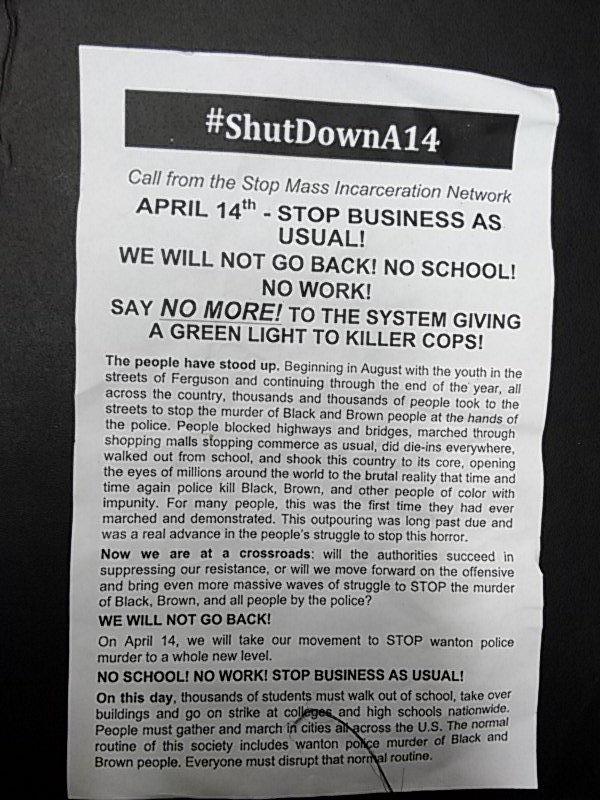 #ShutDownA14
Call from the Stop Mass Incarceration Network
APRIL 14th - STOP BUSINESS AS
USUAL!
WE WILL NOT GO BACK! NO SCHOOL!
NO WORK!
SAY NO MORE! TO THE SYSTEM GIVING
A GREEN LIGHT TO KILLER COPS!
The people have stood up. Beginning in August with the youth in the
streets of Ferguson and continuing through the end of the year, all
across the country, thousands and thousands of people took to the
streets to stop the murder of Black and Brown people at the hands of
the police. People blocked highways and bridges, marched through
shopping malls stopping commerce as usual, did die-ins everywhere,
walked out from school, and shook this country to its core, opening
the eyes of millions around the world to the brutal reality that time and
time again police kill Black, Brown, and other people of color with
impunity. For many people, this was the first time they had ever
marched and demonstrated. This outpouring was long past due and
was a real advance in the people's struggle to stop this horror.
Now we are at a crossroads: will the authorities succeed in
suppressing our resistance, or will we move forward on the offensive
and bring even more massive waves of struggle to STOP the murder
of Black, Brown, and all people by the police?
WE WILL NOT GO BACK!
On April 14, we will take our movement to STOP wanton police
murder to a whole new level.
NO SCHOOL! NO WORK! STOP BUSINESS AS USUAL!
On this day, thousands of students must walk out of school, take over
buildings and go on strike at colleges and high schools nationwide.
People must gather and march in cities all across the U.S. The normal
routine of this society includes wanton police murder of Black and
Brown people. Everyone must disrupt that normal routine.